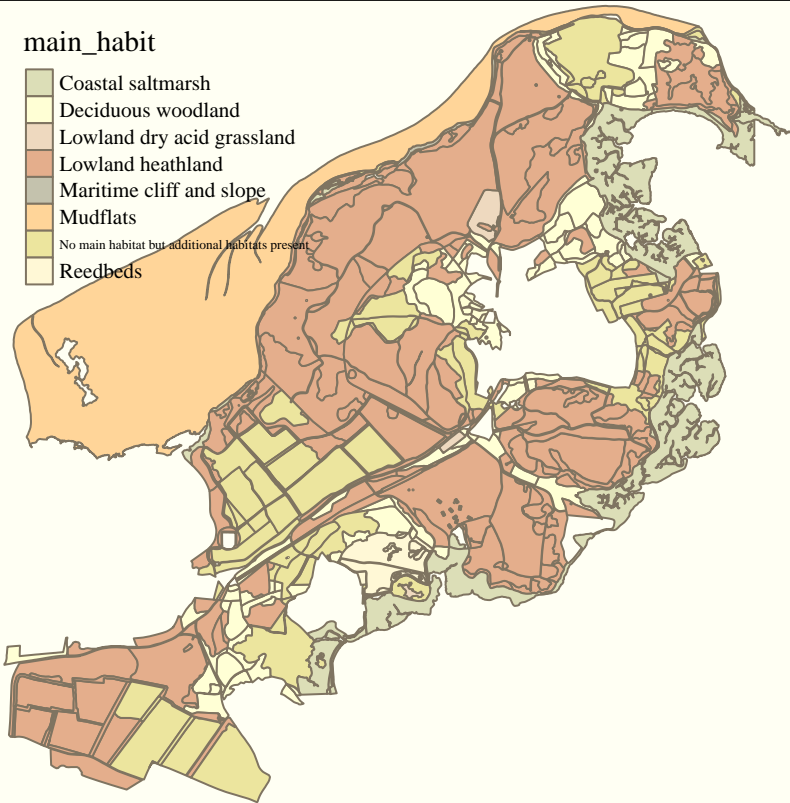 main_habit
Coastal saltmarsh
Deciduous woodland
Lowland dry acid grassland
Lowland heathland
Maritime cliff and slope
Mudflats
No main habitat but additional habitats present
Reedbeds